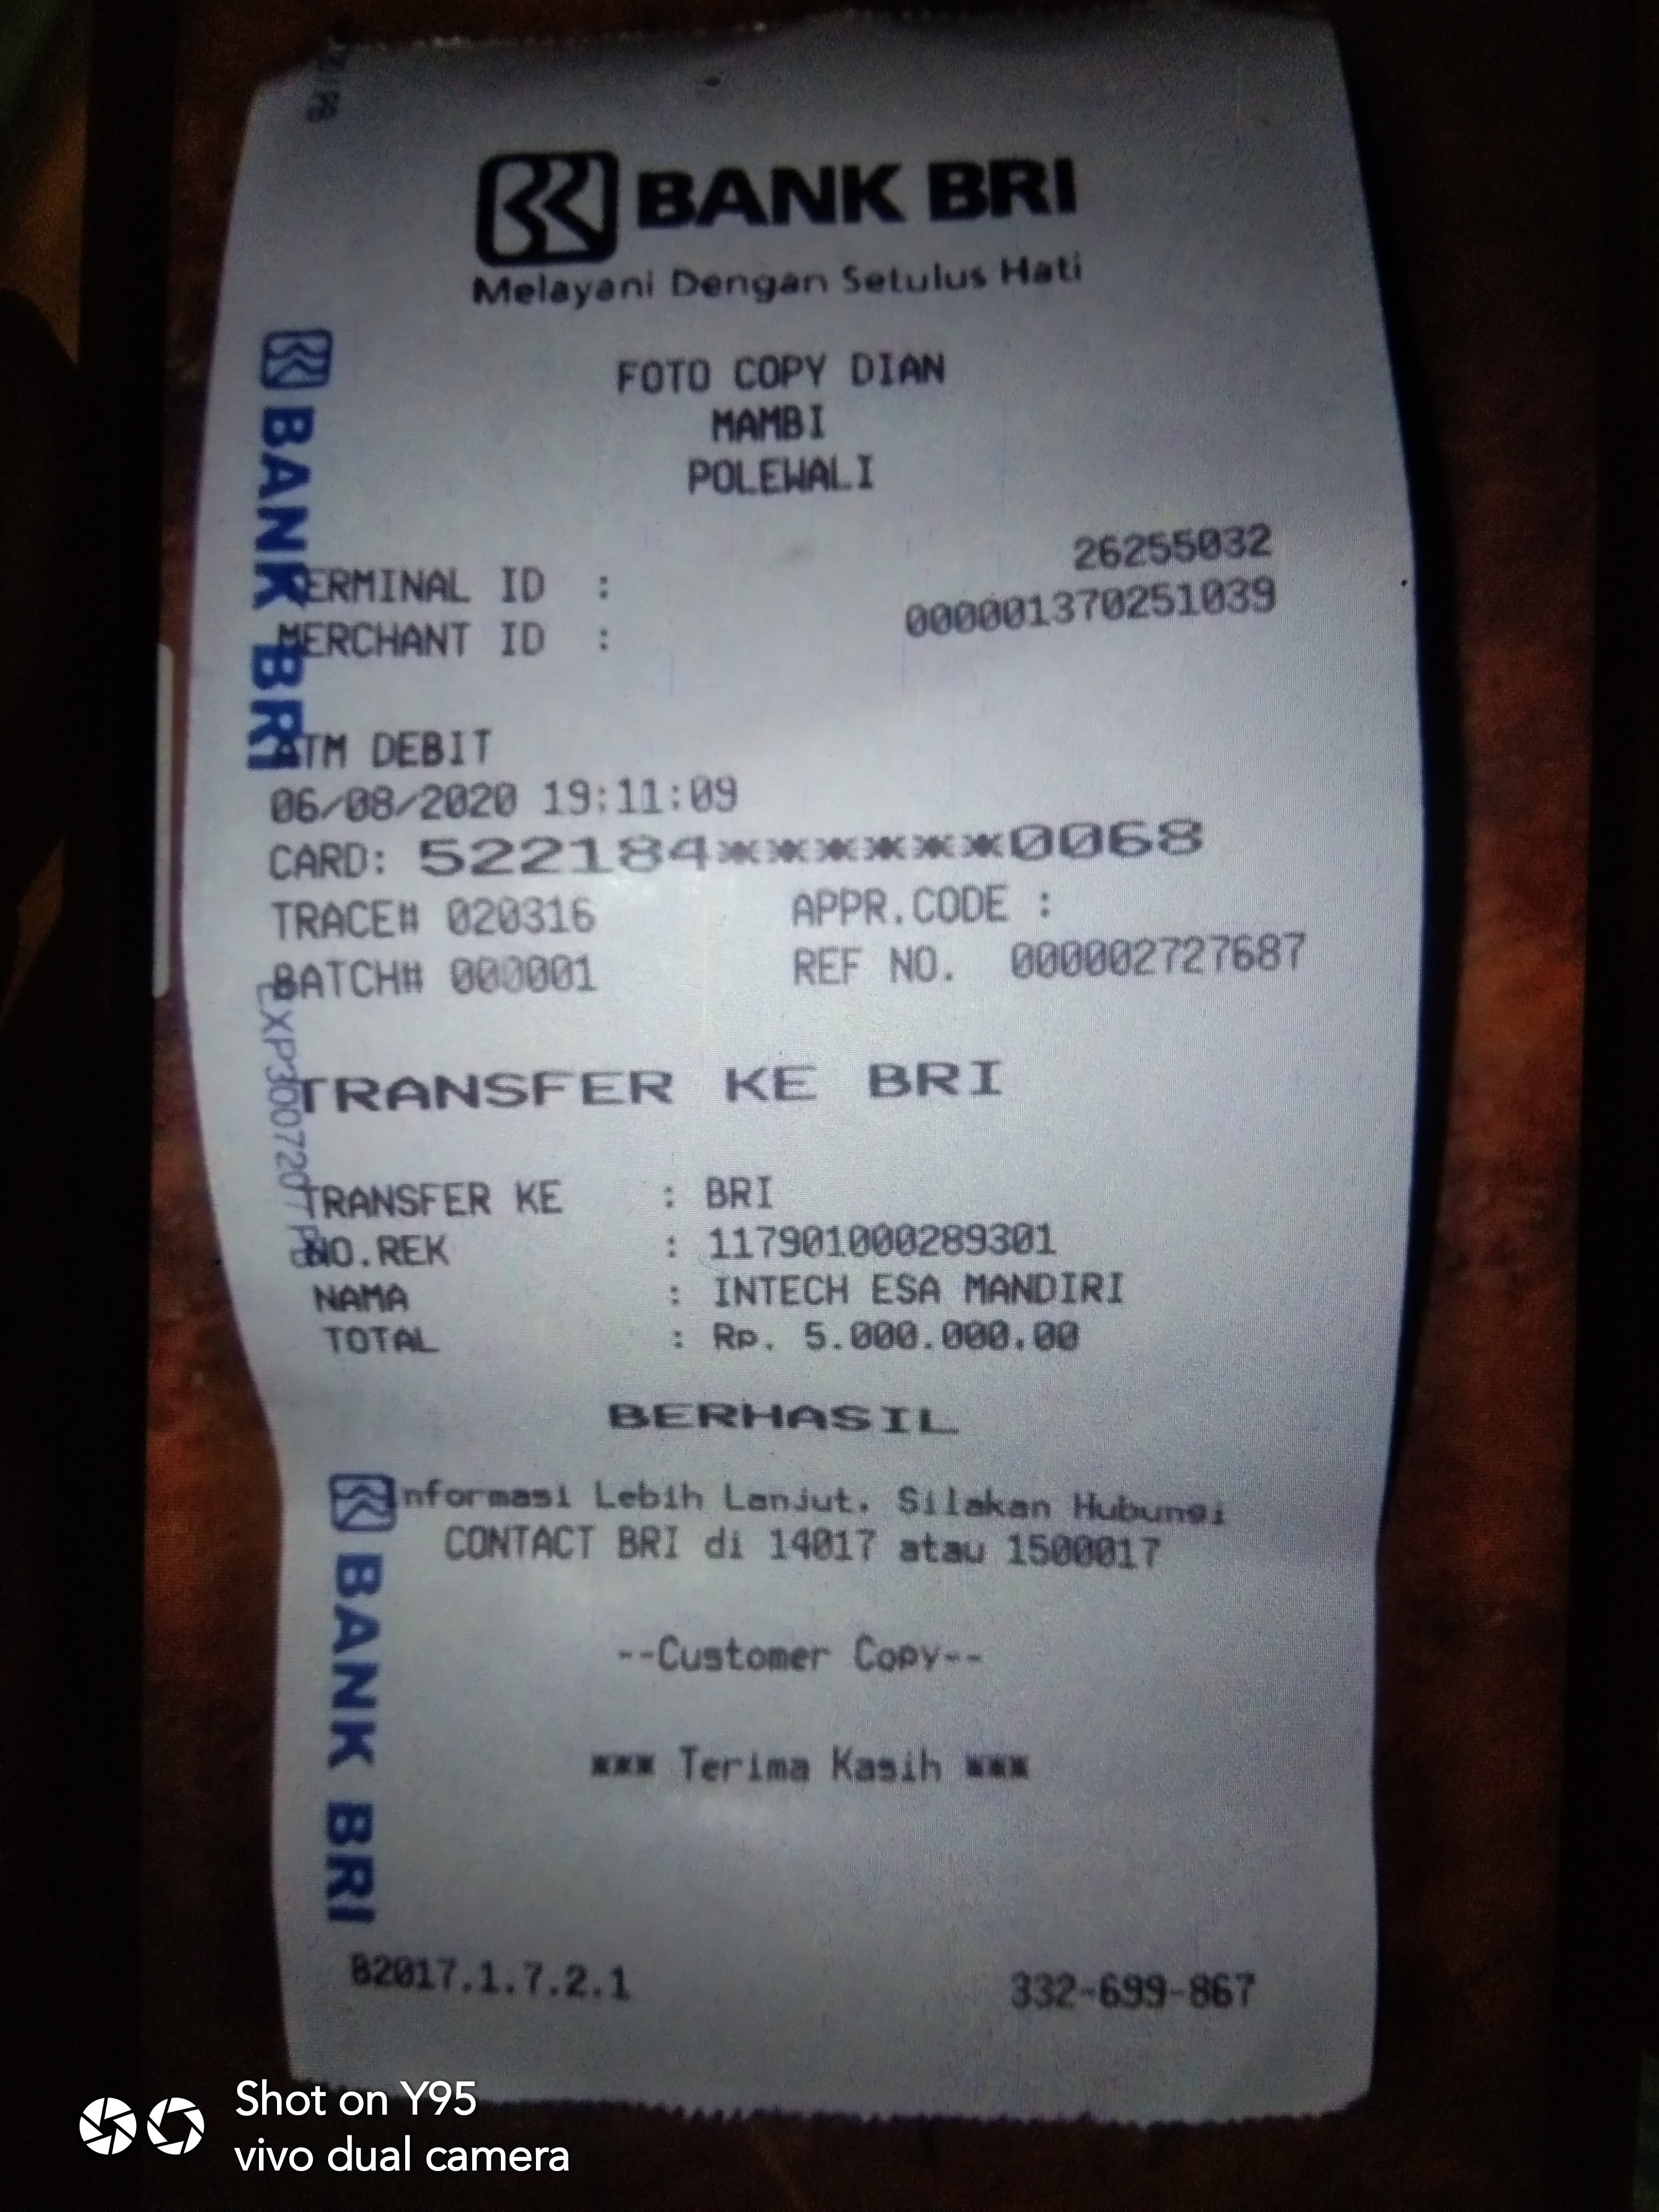 BANK BRI
Melayani Dengan Setulus Hati
FOTO COPY DIAN
MAMBI
POLEWALI
TERMINAL ID : 26255032
MERCHANT ID : 000001370251039
ATM DEBIT
06/08/2020 19:11:09
CARD: 522184******0068
TRACE# 020316 APPR.CODE :
BATCH# 000001 REF NO. 000002727687
TRANSFER KE BRI
TRANSFER KE : BRI
NO.REK : 117901000289301
NAMA : INTECH ESA MANDIRI
TOTAL : Rp. 5.000.000.00
BERHASIL
Informasi Lebih Lanjut. Silakan Hubungi
CONTACT BRI di 14017 atau 1500017
--Customer Copy--
*** Terima Kasih ***
B2017.1.7.2.1 332-699-867
BANK BRI
BANK BRI
Shot on Y95
vivo dual camera